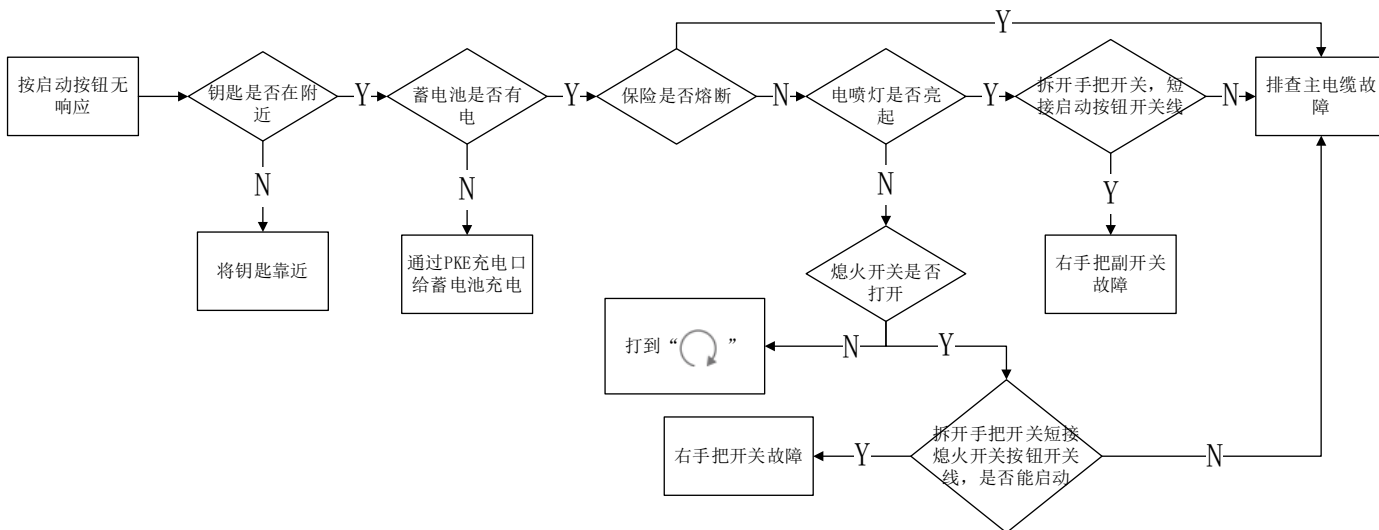 Y
按启动按钮无
响应
钥匙是否在附
近
Y
蓄电池是否有
电
Y
保险是否熔断
N
电喷灯是否亮
起
Y
拆开手把开关，短
接启动按钮开关线
N
排查主电缆故
障
N
N
N
Y
将钥匙靠近
通过PKE充电口
给蓄电池充电
熄火开关是否
打开
右手把副开关
故障
打到“ ”
N
Y
右手把开关故障
Y
拆开手把开关短接
熄火开关按钮开关
线，是否能启动
N